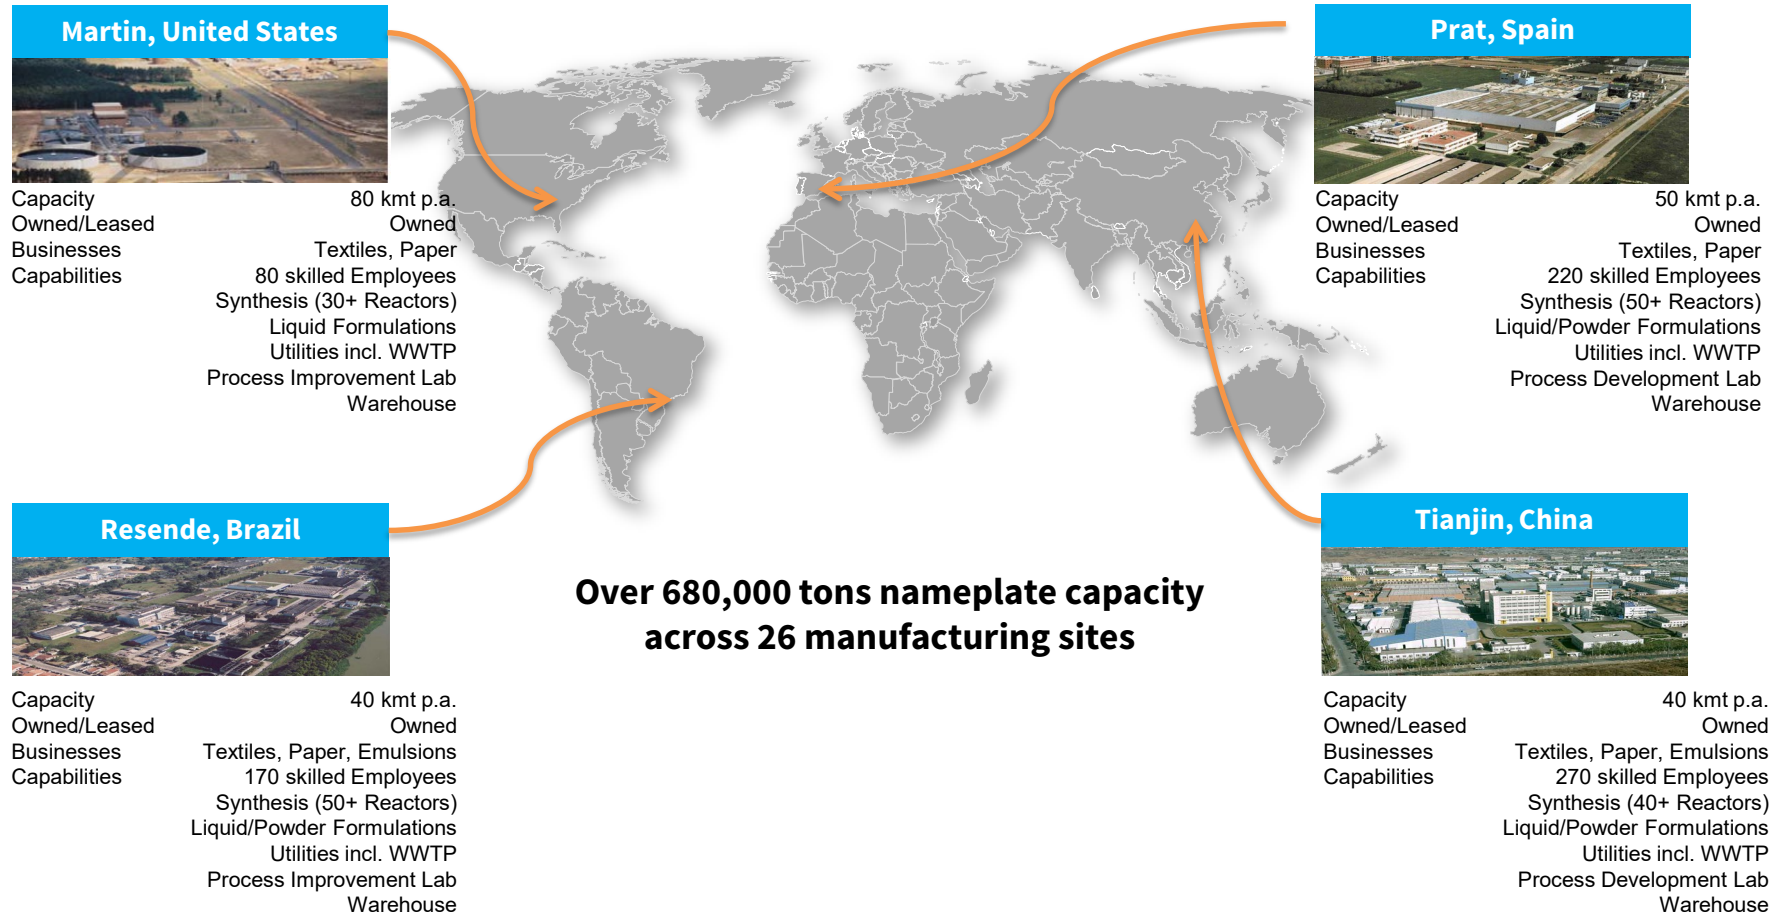 Martin, United States
Capacity 80 kmt p.a.
Owned/Leased Owned
Businesses Textiles, Paper
Capabilities 80 skilled Employees
Synthesis (30+ Reactors)
Liquid Formulations
Utilities incl. WWTP
Process Improvement Lab
Warehouse
Prat, Spain
Capacity 50 kmt p.a.
Owned/Leased Owned
Businesses Textiles, Paper
Capabilities 220 skilled Employees
Synthesis (50+ Reactors)
Liquid/Powder Formulations
Utilities incl. WWTP
Process Development Lab
Warehouse
Resende, Brazil
Capacity 40 kmt p.a.
Owned/Leased Owned
Businesses Textiles, Paper, Emulsions
Capabilities 170 skilled Employees
Synthesis (50+ Reactors)
Liquid/Powder Formulations
Utilities incl. WWTP
Process Improvement Lab
Warehouse
Over 680,000 tons nameplate capacity
across 26 manufacturing sites
Tianjin, China
Capacity 40 kmt p.a.
Owned/Leased Owned
Businesses Textiles, Paper, Emulsions
Capabilities 270 skilled Employees
Synthesis (40+ Reactors)
Liquid/Powder Formulations
Utilities incl. WWTP
Process Development Lab
Warehouse